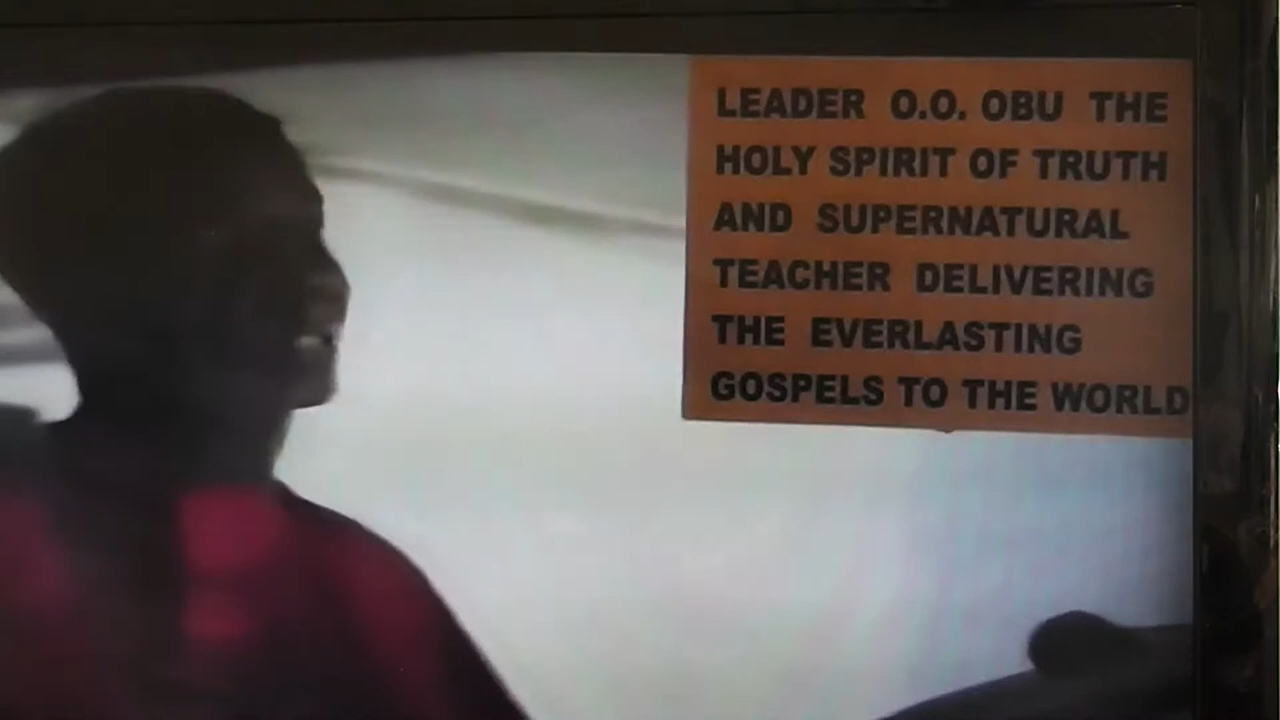 LEADER O.O. OBU THE
HOLY SPIRIT OF TRUTH
AND SUPERNATURAL
TEACHER DELIVERING
THE EVERLASTING
GOSPELS TO THE WORLD